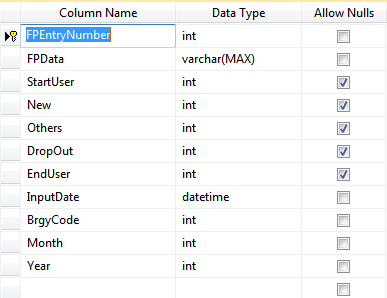 Column Name Data Type Allow Nulls
FPEntryNumber int
FPData varchar(MAX)
StartUser int
New int
Others int
DropOut int
EndUser int
InputDate datetime
BrgyCode int
Month int
Year int